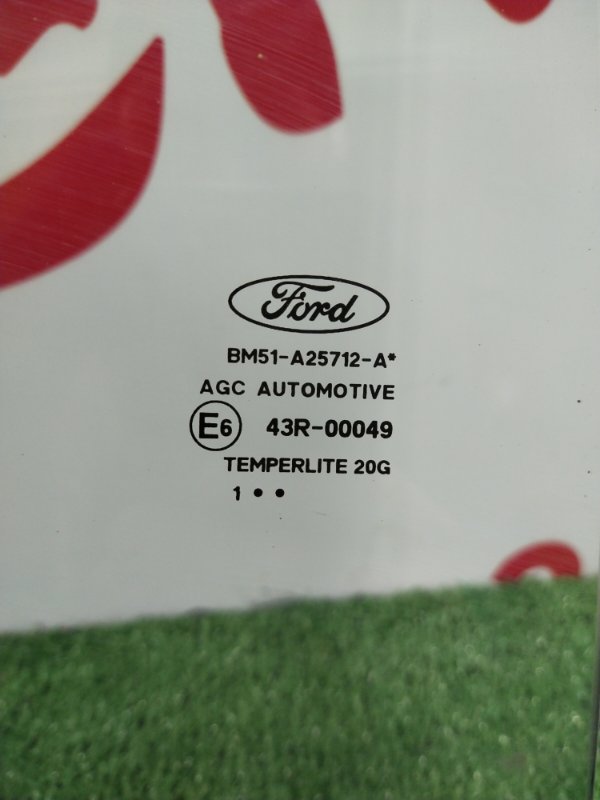 Ford
BM51-A25712-A*
AGC AUTOMOTIVE
E6 43R-00049
TEMPERLITE 20G
1 • •